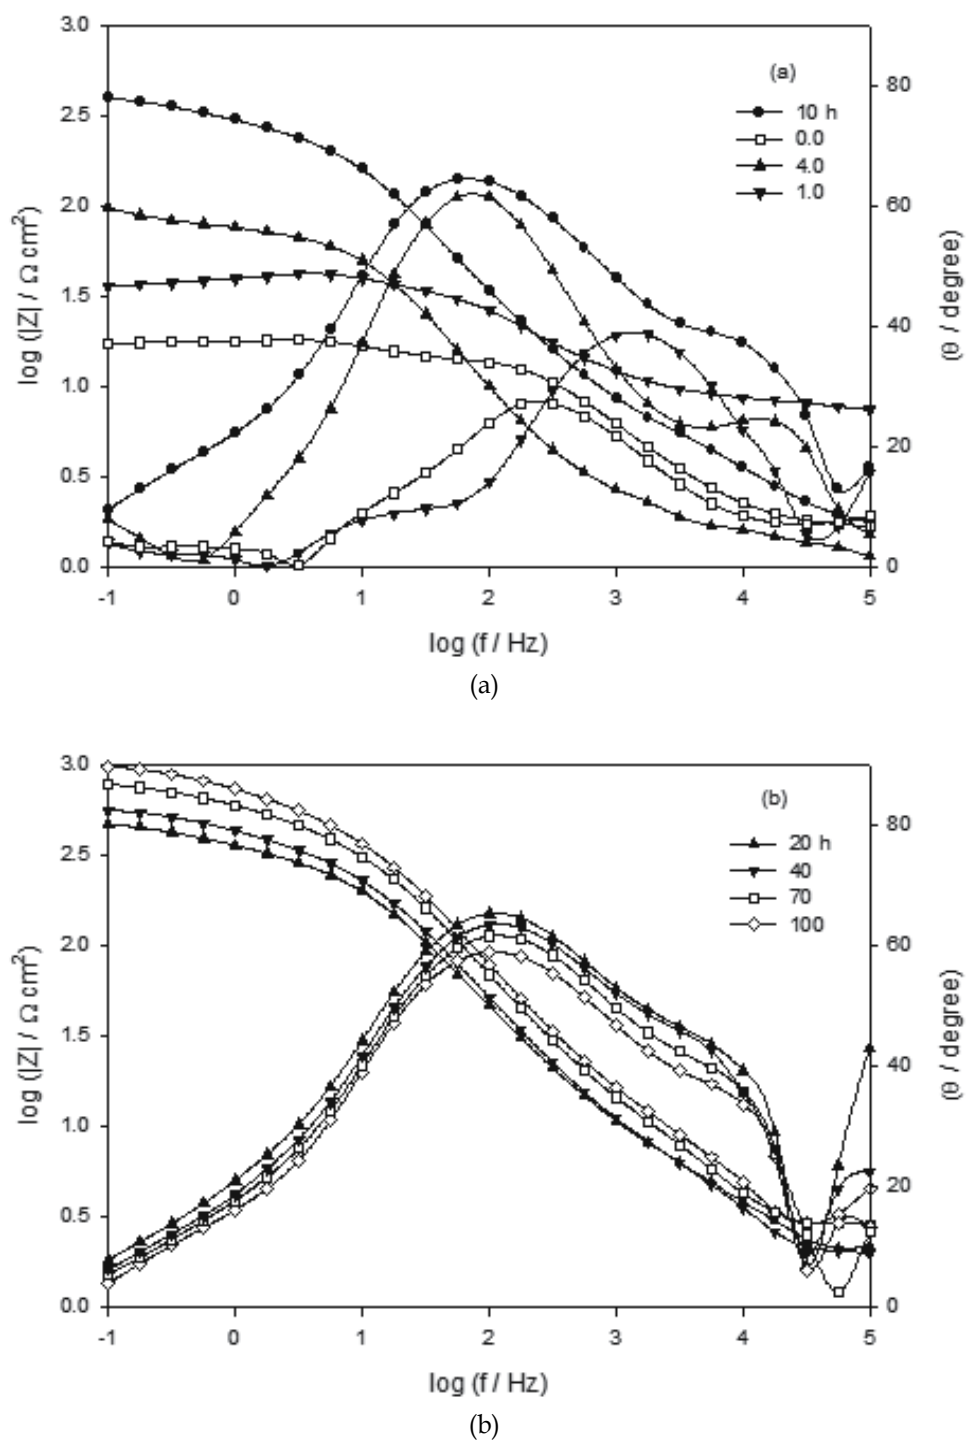 3.0
2.5
2.0
1.5
1.0
0.5
0.0
log (|Z| / Ω cm²)
80
60
40
20
0
(θ / degree)
(a)
10 h
0.0
4.0
1.0
-1 0 1 2 3 4 5
log (f / Hz)
(a)
3.0
2.5
2.0
1.5
1.0
0.5
0.0
log (|Z| / Ω cm²)
80
60
40
20
0
(θ / degree)
(b)
20 h
40
70
100
-1 0 1 2 3 4 5
log (f / Hz)
(b)